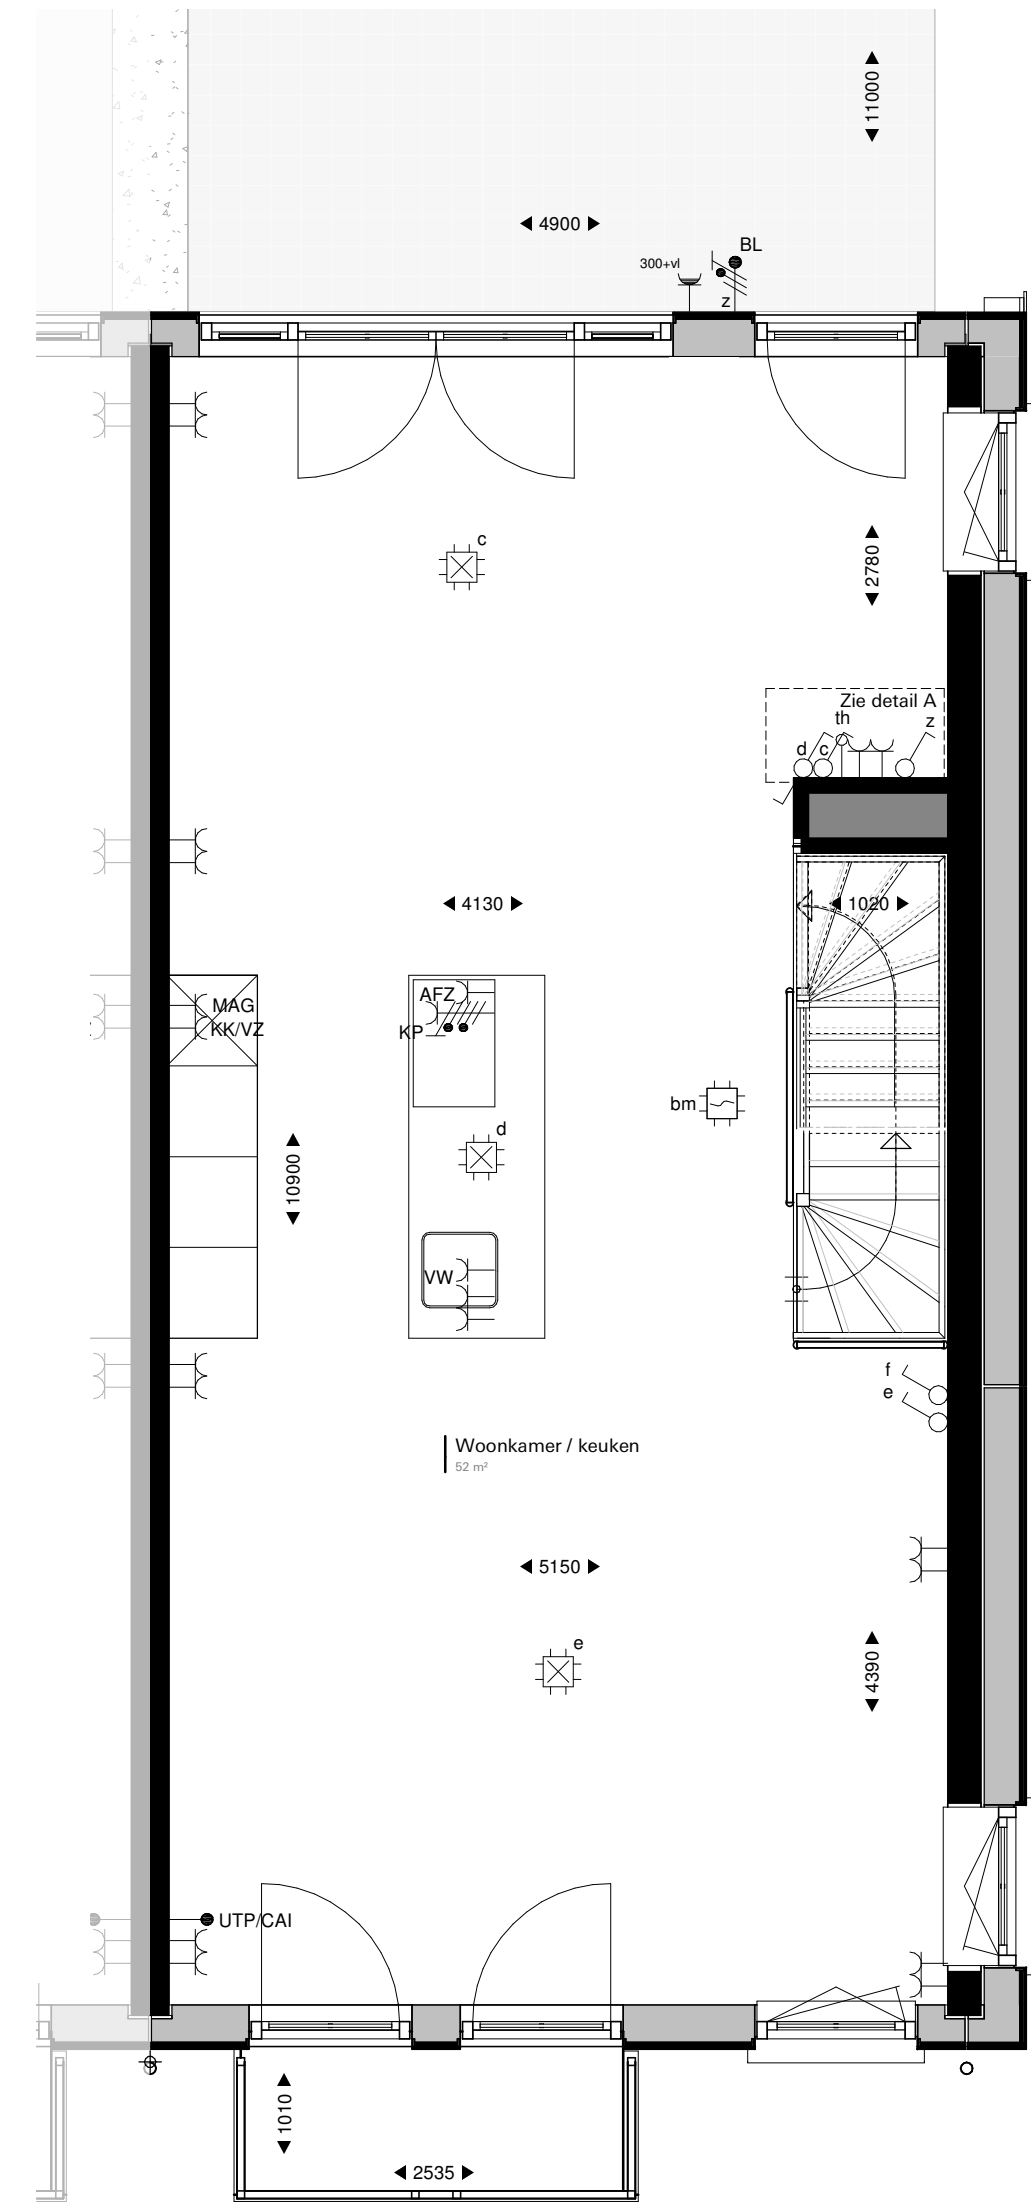 11000
4900
BL
300+vl
z
c
2780
Zie detail A
th
z
d
c
4130
1020
AFZ
MAG
KP
KK/VZ
bm
d
10900
VW
f
e
Woonkamer / keuken
52 m²
5150
e
4390
UTP/CAI
1010
2535